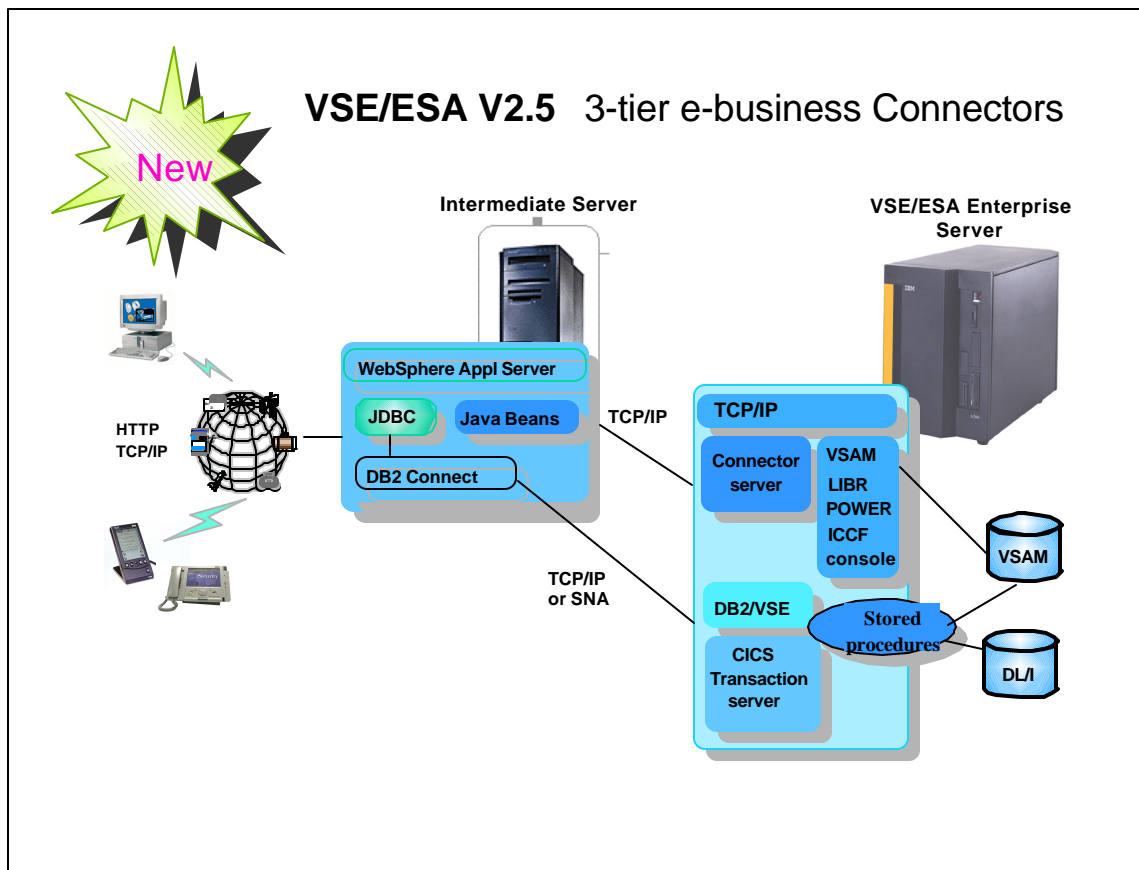 New
VSE/ESA V2.5 3-tier e-business Connectors
Intermediate Server
VSE/ESA Enterprise
Server
IBM
HTTP
TCP/IP
WebSphere Appl Server
JDBC
Java Beans
DB2 Connect
TCP/IP
TCP/IP
or SNA
TCP/IP
Connector
server
VSAM
LIBR
POWER
ICCF
console
DB2/VSE
Stored
procedures
CICS
Transaction
server
VSAM
DL/I